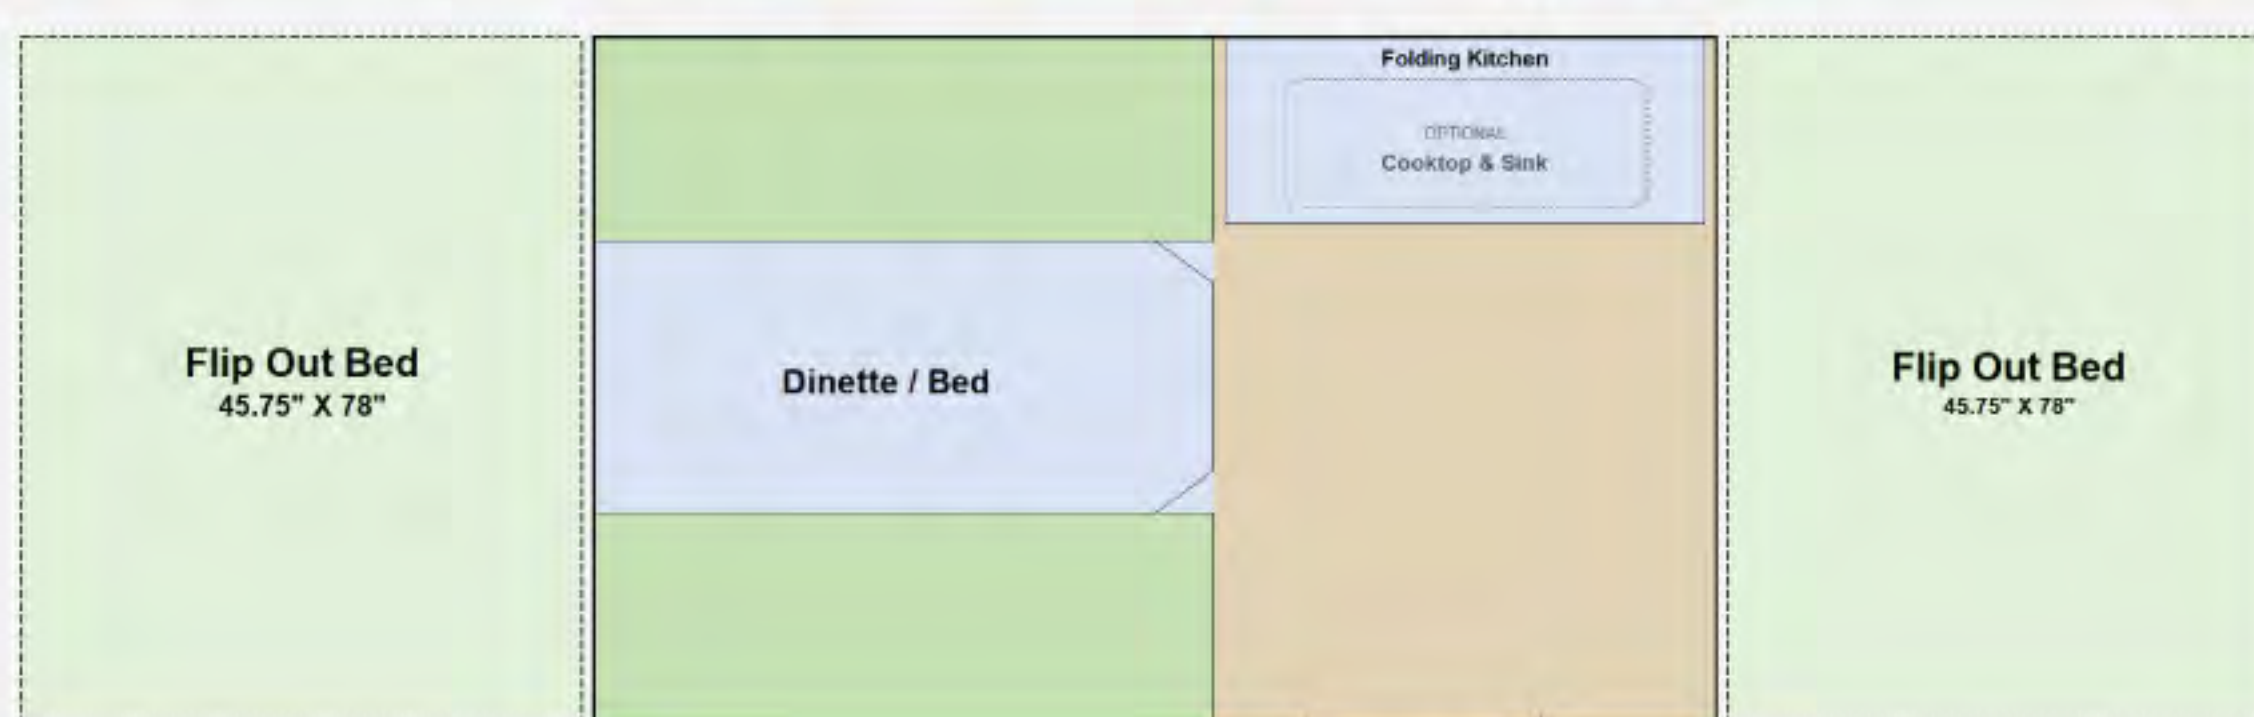 Folding Kitchen
OPTIONAL
Cooktop & Sink
Flip Out Bed
45.75" X 78"
Dinette / Bed
Flip Out Bed
45.75" X 78"